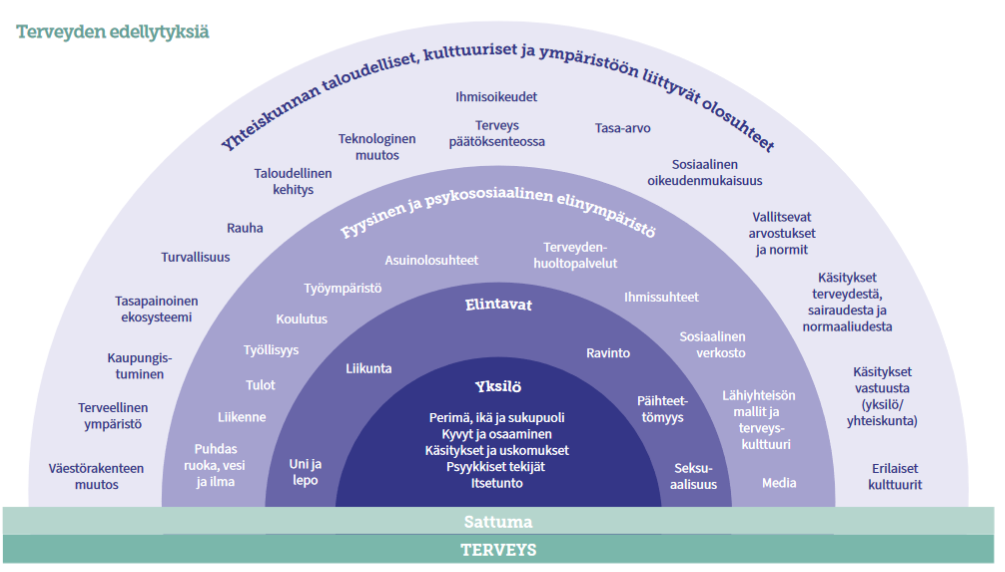 Terveyden edellytyksiä
Yhteiskunnan taloudelliset, kulttuuriset ja ympäristöön liittyvät olosuhteet
Ihmisoikeudet
Terveys
päätöksenteossa
Tasa-arvo
Teknologinen
muutos
Sosiaalinen
oikeudenmukaisuus
Taloudellinen
kehitys
Vallitsevat
arvostukset
ja normit
Rauha
Turvallisuus
Käsitykset
terveydestä,
sairaudesta ja
normaaliudesta
Tasapainoinen
ekosysteemi
Kaupungis-
tuminen
Käsitykset
vastuusta
(yksilö/
yhteiskunta)
Terveellinen
ympäristö
Väestörakenteen
muutos
Erilaiset
kulttuurit
Fyysinen ja psykososiaalinen elinympäristö
Asuinolosuhteet
Terveyden-
huoltopalvelut
Työympäristö
Ihmissuhteet
Koulutus
Sosiaalinen
verkosto
Työllisyys
Tulot
Lähiyhteisön
mallit ja
terveys-
kulttuuri
Liikenne
Puhdas
ruoka, vesi
ja ilma
Media
Elintavat
Liikunta
Ravinto
Päihteet-
tömyys
Uni ja
lepo
Seksu-
aalisuus
Yksilö
Perimä, ikä ja sukupuoli
Kyvyt ja osaaminen
Käsitykset ja uskomukset
Psyykkiset tekijät
Itsetunto
Sattuma
TERVEYS